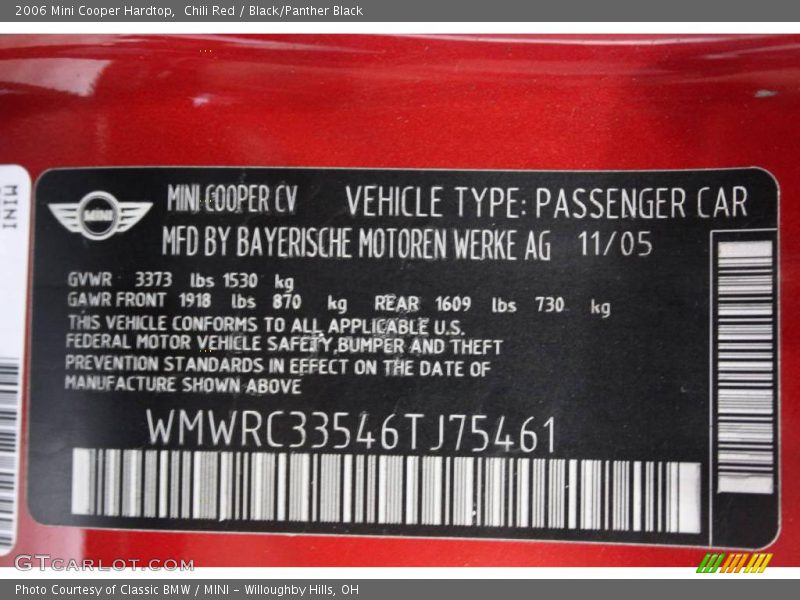 2006 Mini Cooper Hardtop,  Chili Red / Black/Panther Black
MINI
MINI
MINI COOPER CV VEHICLE TYPE: PASSENGER CAR
MFD BY BAYERISCHE MOTOREN WERKE AG 11/05
GVWR 3373 lbs 1530 kg
GAWR FRONT 1918 lbs 870 kg REAR 1609 lbs 730 kg
THIS VEHICLE CONFORMS TO ALL APPLICABLE U.S.
FEDERAL MOTOR VEHICLE SAFETY,BUMPER AND THEFT
PREVENTION STANDARDS IN EFFECT ON THE DATE OF
MANUFACTURE SHOWN ABOVE
WMWRC33546TJ75461
GTCARLOT.COM
Photo Courtesy of Classic BMW / MINI - Willoughby Hills, OH